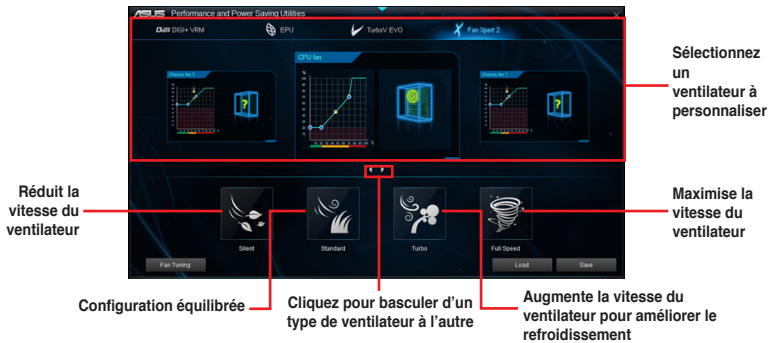 ASUS Performance and Power Saving Utilities
DIGI+ DIGI+ VRM
EPU
TurboV EVO
Fan Xpert 2
CPU fan
Chassis fan 1
Sélectionnez
un
ventilateur à
personnaliser
Réduit la
vitesse du
ventilateur
Maximise la
vitesse du
ventilateur
Silent
Standard
Turbo
Full Speed
Fan Tuning
Load
Save
Configuration équilibrée
Cliquez pour basculer d'un
type de ventilateur à l'autre
Augmente la vitesse du
ventilateur pour améliorer le
refroidissement